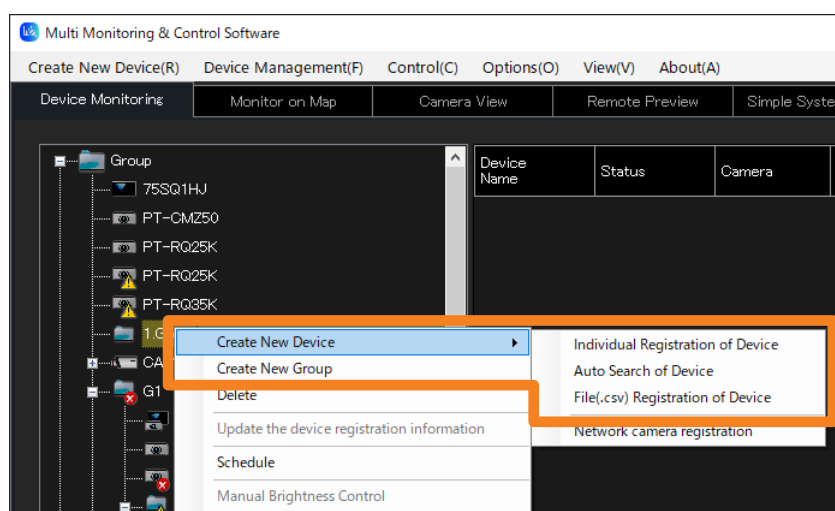 Multi Monitoring & Control Software
Create New Device(R) Device Management(F) Control(C) Options(O) View(V) About(A)
Device Monitoring Monitor on Map Camera View Remote Preview Simple Syste
Group
Device Name Status Camera
75SQ1HJ
PT-CMZ50
PT-RQ25K
PT-RQ25K
PT-RQ35K
1.G
Create New Device
Individual Registration of Device
CA
Create New Group
Auto Search of Device
G1
Delete
File(.csv) Registration of Device
Update the device registration information
Network camera registration
Schedule
Manual Brightness Control